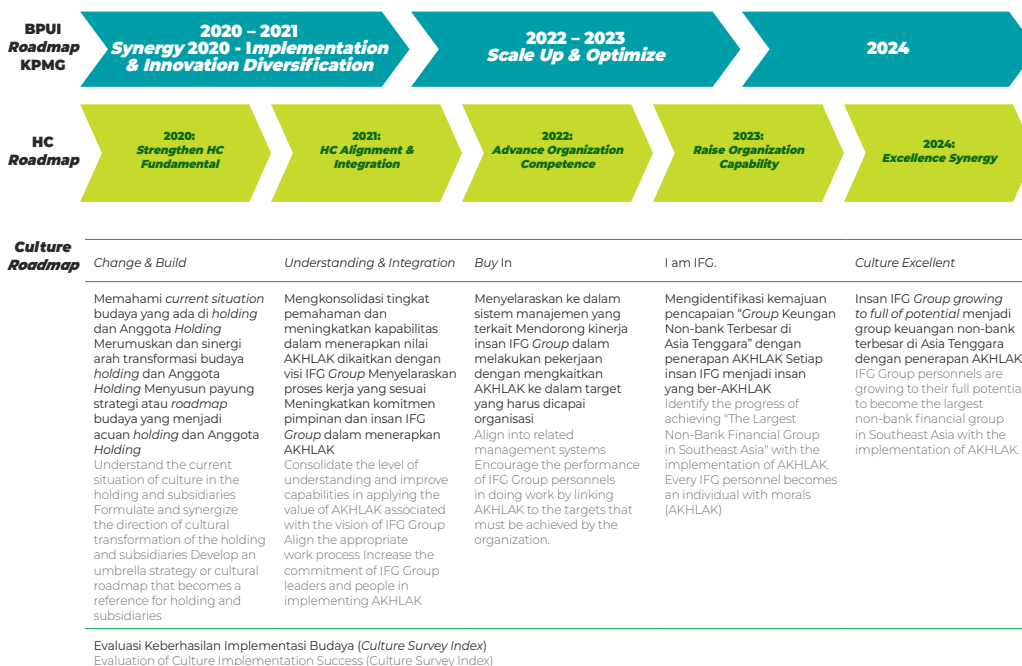 BPUI
Roadmap
KPMG
2020 – 2021
Synergy 2020 - Implementation
& Innovation Diversification
2022 – 2023
Scale Up & Optimize
2024
HC
Roadmap
2020:
Strengthen HC
Fundamental
2021:
HC Alignment &
Integration
2022:
Advance Organization
Competence
2023:
Raise Organization
Capability
2024:
Excellence Synergy
Culture
Roadmap
Change & Build
Understanding & Integration
Buy In
I am IFG.
Culture Excellent
Memahami current situation
budaya yang ada di holding
dan Anggota Holding
Merumuskan dan sinergi
arah transformasi budaya
holding dan Anggota
Holding Menyusun payung
strategi atau roadmap
budaya yang menjadi
acuan holding dan Anggota
Holding
Understand the current
situation of culture in the
holding and subsidiaries
Formulate and synergize
the direction of cultural
transformation of the holding
and subsidiaries Develop an
umbrella strategy or cultural
roadmap that becomes a
reference for holding and
subsidiaries
Mengkonsolidasi tingkat
pemahaman dan
meningkatkan kapabilitas
dalam menerapkan nilai
AKHLAK dikaitkan dengan
visi IFG Group Menyelaraskan
proses kerja yang sesuai
Meningkatkan komitmen
pimpinan dan insan IFG
Group dalam menerapkan
AKHLAK
Consolidate the level of
understanding and improve
capabilities in applying the
value of AKHLAK associated
with the vision of IFG Group
Align the appropriate
work process Increase the
commitment of IFG Group
leaders and people in
implementing AKHLAK
Menyelaraskan ke dalam
sistem manajemen yang
terkait Mendorong kinerja
insan IFG Group dalam
melakukan pekerjaan
dengan mengkaitkan
AKHLAK ke dalam target
yang harus dicapai
organisasi
Align into related
management systems
Encourage the performance
of IFG Group personnels
in doing work by linking
AKHLAK to the targets that
must be achieved by the
organization.
Mengidentifikasi kemajuan
pencapaian “Group Keungan
Non-bank Terbesar di
Asia Tenggara” dengan
penerapan AKHLAK Setiap
insan IFG menjadi insan
yang ber-AKHLAK
Identify the progress of
achieving "The Largest
Non-Bank Financial Group
in Southeast Asia" with the
implementation of AKHLAK.
Every IFG personnel becomes
an individual with morals
(AKHLAK)
Insan IFG Group growing
to full of potential menjadi
group keuangan non-bank
terbesar di Asia Tenggara
dengan penerapan AKHLAK
IFG Group personnels are
growing to their full potentia
to become the largest
non-bank financial group
in Southeast Asia with the
implementation of AKHLAK.
Evaluasi Keberhasilan Implementasi Budaya (Culture Survey Index)
Evaluation of Culture Implementation Success (Culture Survey Index)